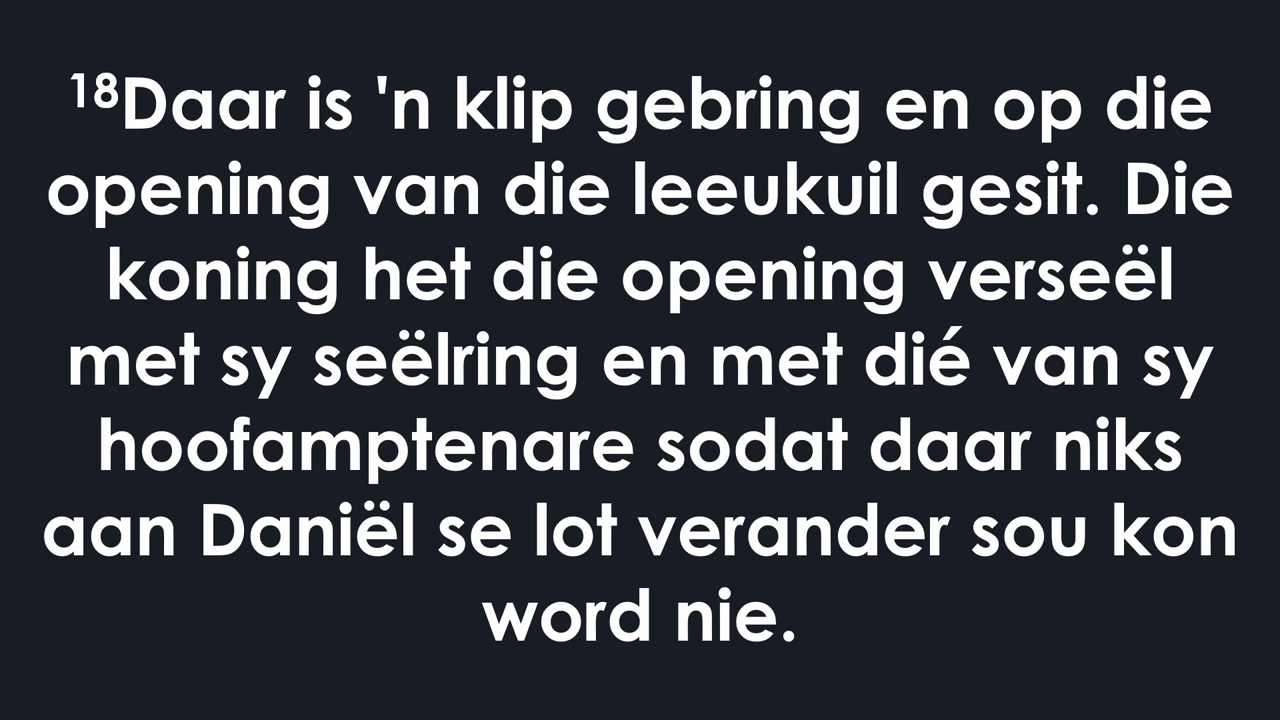 ¹⁸Daar is 'n klip gebring en op die
opening van die leeukuil gesit. Die
koning het die opening verseël
met sy seëlring en met dié van sy
hoofamptenare sodat daar niks
aan Daniël se lot verander sou kon
word nie.